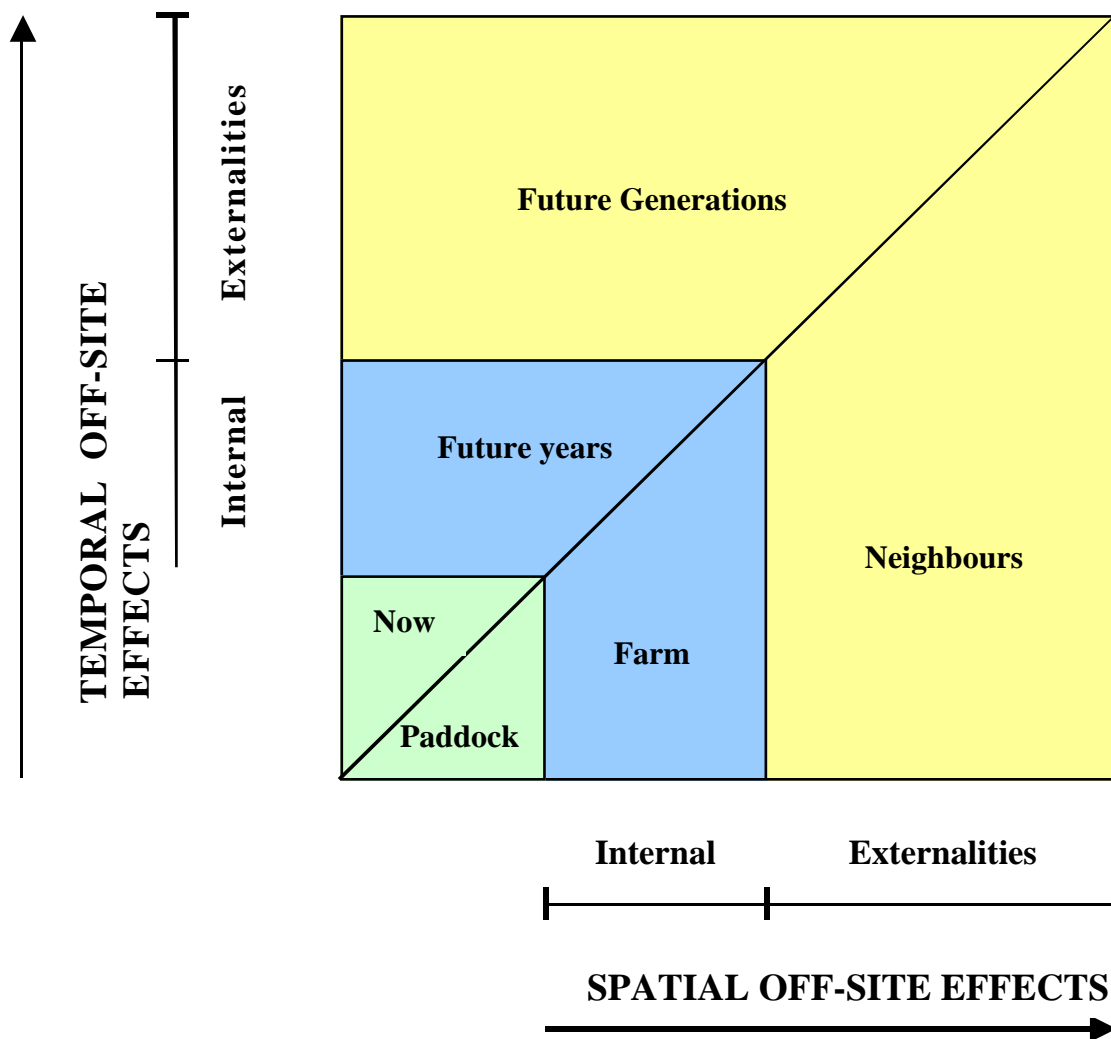 Externalities
Internal
TEMPORAL OFF-SITE
EFFECTS
Future Generations
Future years
Neighbours
Now
Farm
Paddock
Internal
Externalities
SPATIAL OFF-SITE EFFECTS